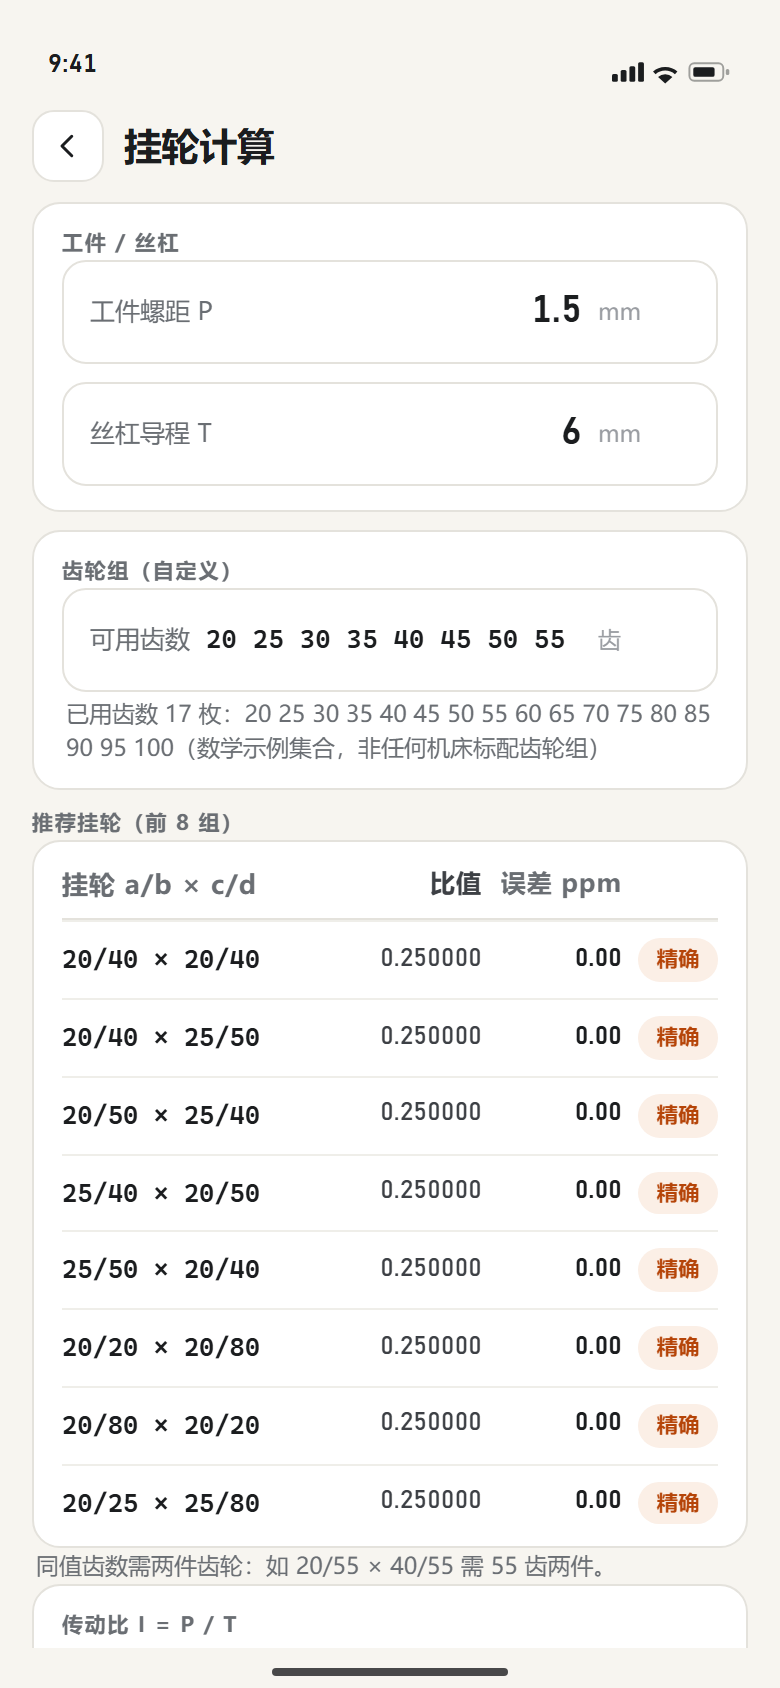 9:41
挂轮计算
工件 / 丝杠
工件螺距 P 1.5 mm
丝杠导程 T 6 mm
齿轮组（自定义）
可用齿数 20 25 30 35 40 45 50 55 齿
已用齿数 17 枚：20 25 30 35 40 45 50 55 60 65 70 75 80 85
90 95 100（数学示例集合，非任何机床标配齿轮组）
推荐挂轮（前 8 组）
挂轮 a/b × c/d 比值 误差 ppm
20/40 × 20/40 0.250000 0.00 精确
20/40 × 25/50 0.250000 0.00 精确
20/50 × 25/40 0.250000 0.00 精确
25/40 × 20/50 0.250000 0.00 精确
25/50 × 20/40 0.250000 0.00 精确
20/20 × 20/80 0.250000 0.00 精确
20/80 × 20/20 0.250000 0.00 精确
20/25 × 25/80 0.250000 0.00 精确
同值齿数需两件齿轮：如 20/55 × 40/55 需 55 齿两件。
传动比 I = P / T